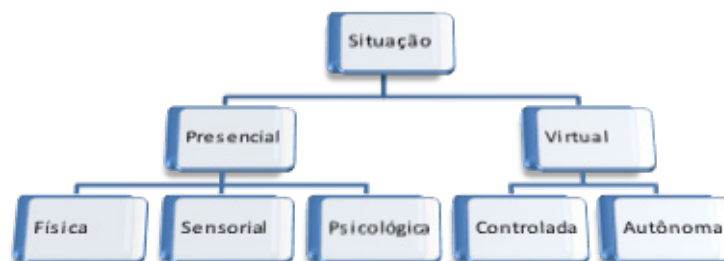 Situação
Presencial
Virtual
Física
Sensorial
Psicológica
Controlada
Autônoma